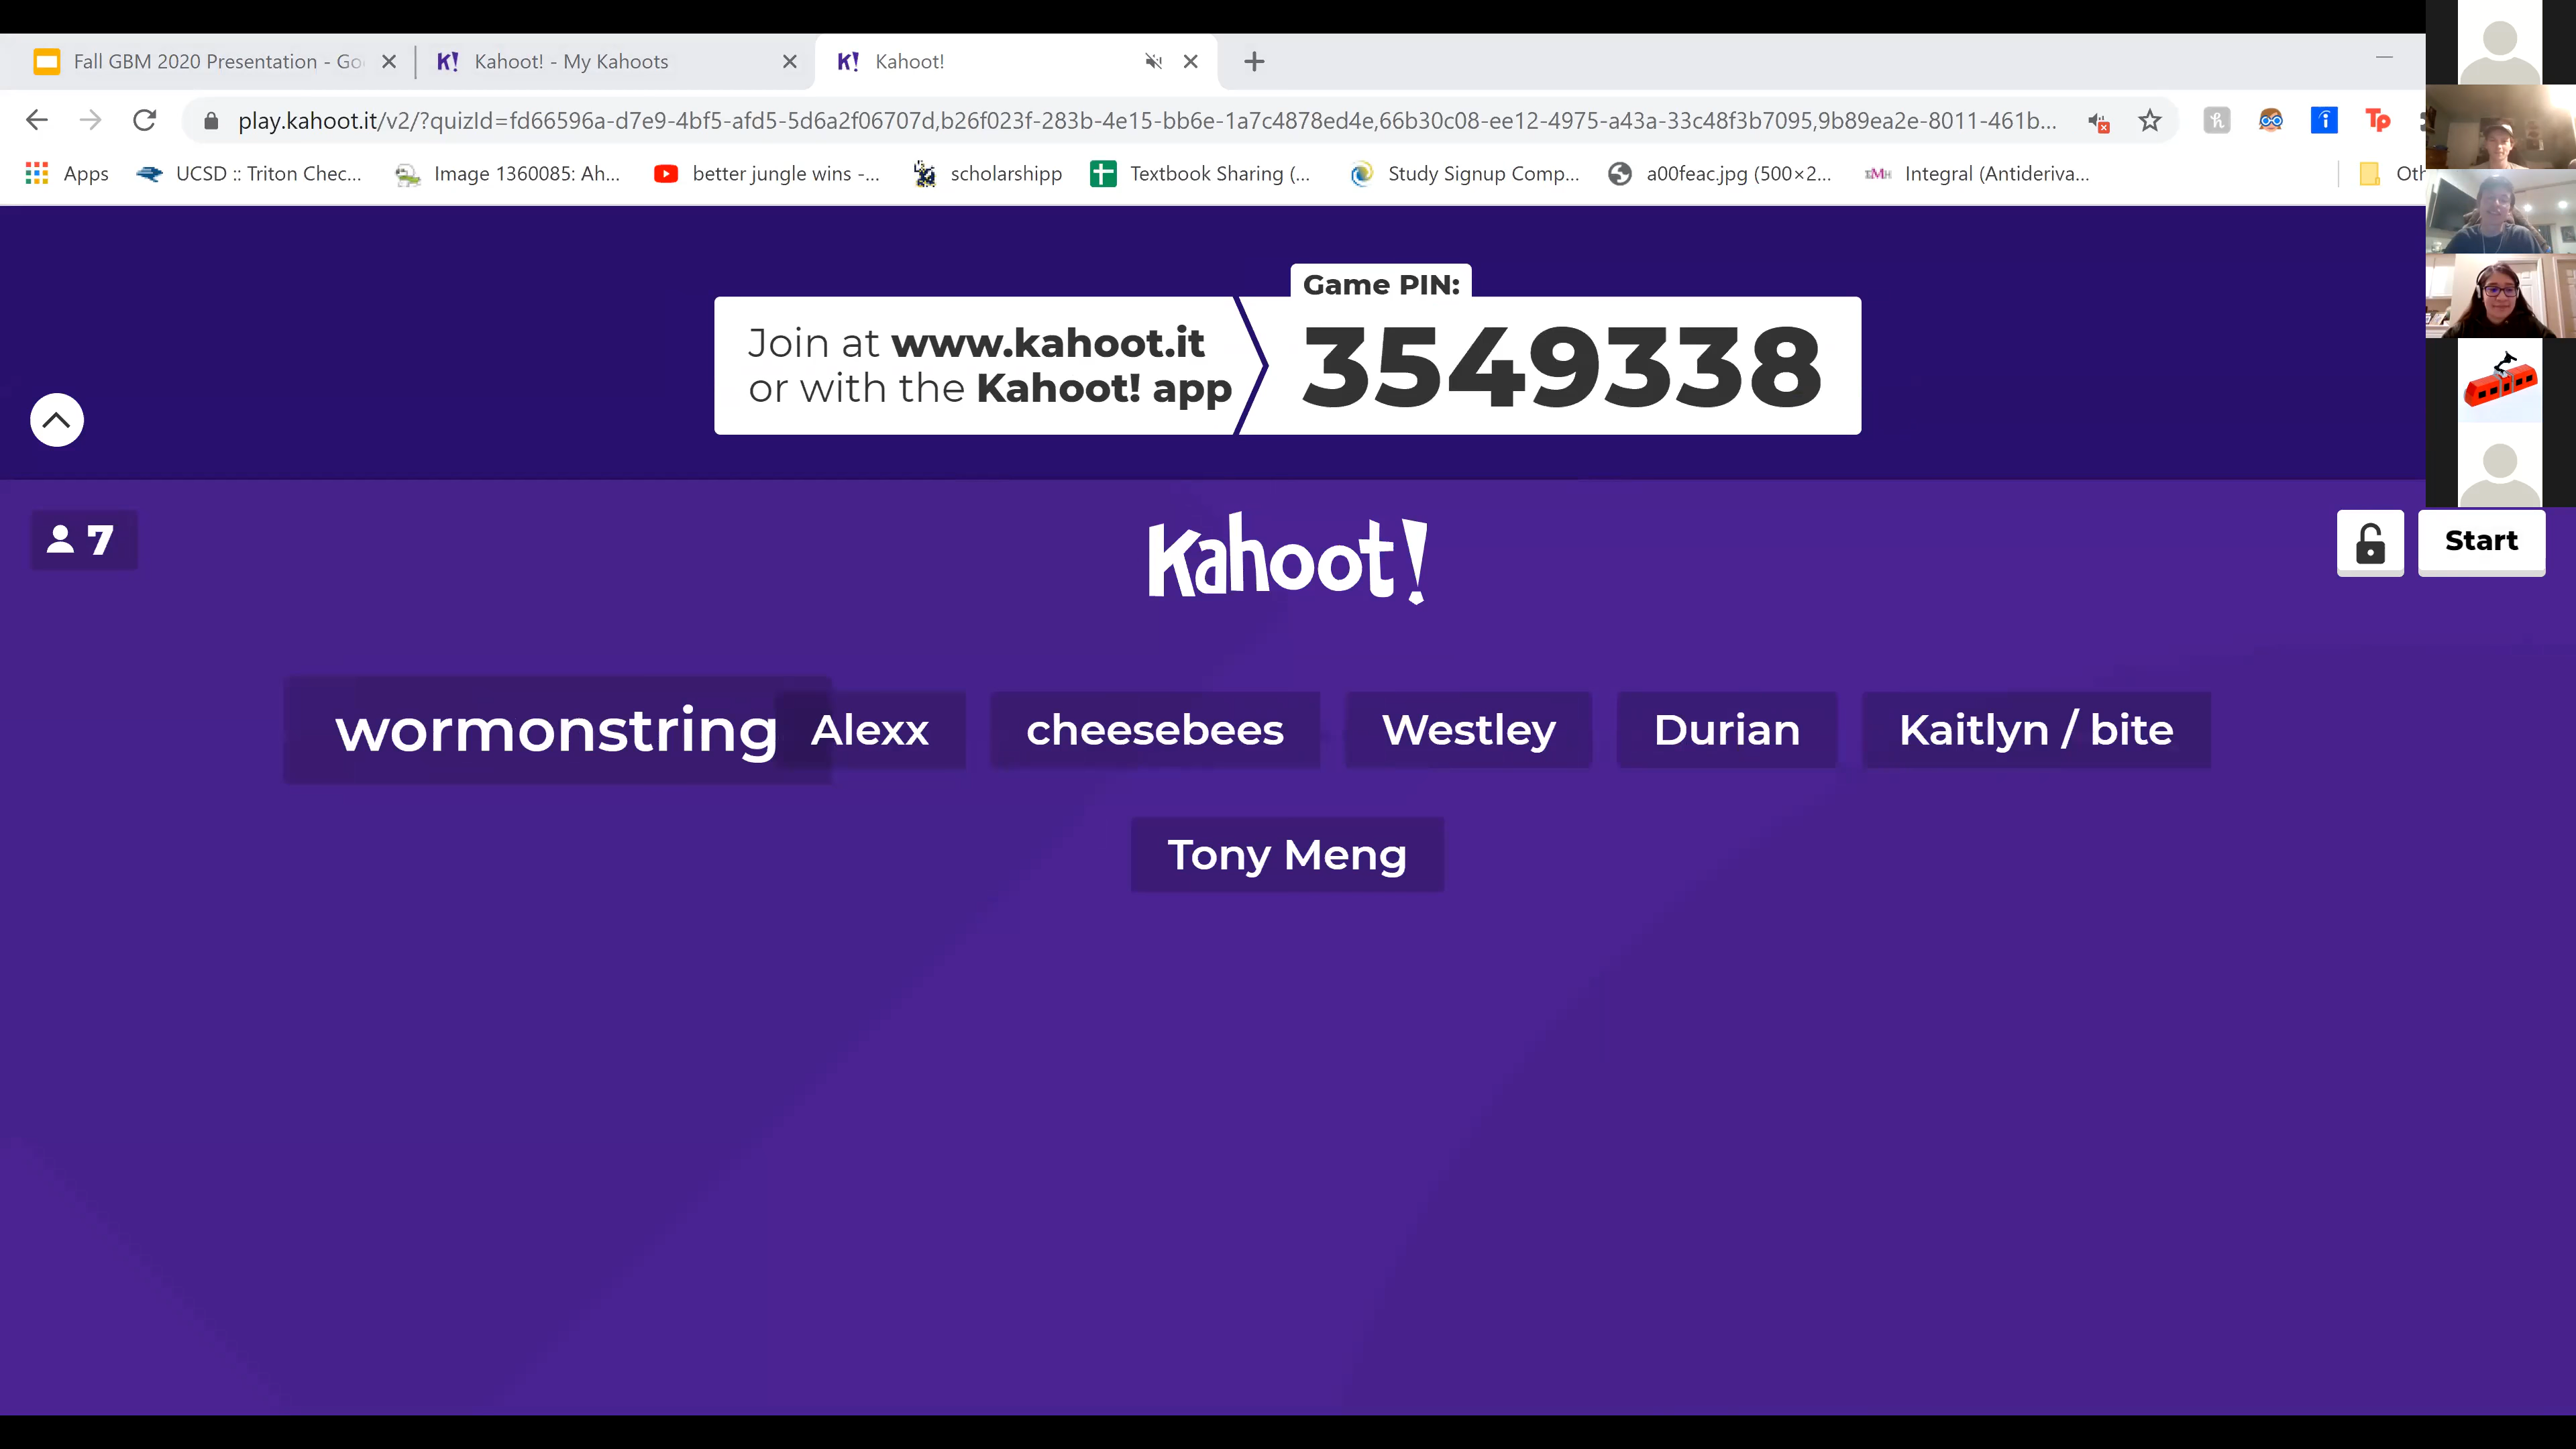 Fall GBM 2020 Presentation - Goo
K! Kahoot! - My Kahoots
K! Kahoot!
play.kahoot.it/v2/?quizId=fd66596a-d7e9-4bf5-afd5-5d6a2f06707d,b26f023f-283b-4e15-bb6e-1a7c4878ed4e,66b30c08-ee12-4975-a43a-33c48f3b7095,9b89ea2e-8011-461b...
Tp
Apps UCSD :: Triton Chec... Image 1360085: Ah... better jungle wins -... scholarshipp Textbook Sharing (... Study Signup Comp... a00feac.jpg (500×2... Integral (Antideriva... Oth
Game PIN:
Join at www.kahoot.it
or with the Kahoot! app
3549338
7
Kahoot!
Start
wormonstring Alexx cheesebees Westley Durian Kaitlyn / bite
Tony Meng